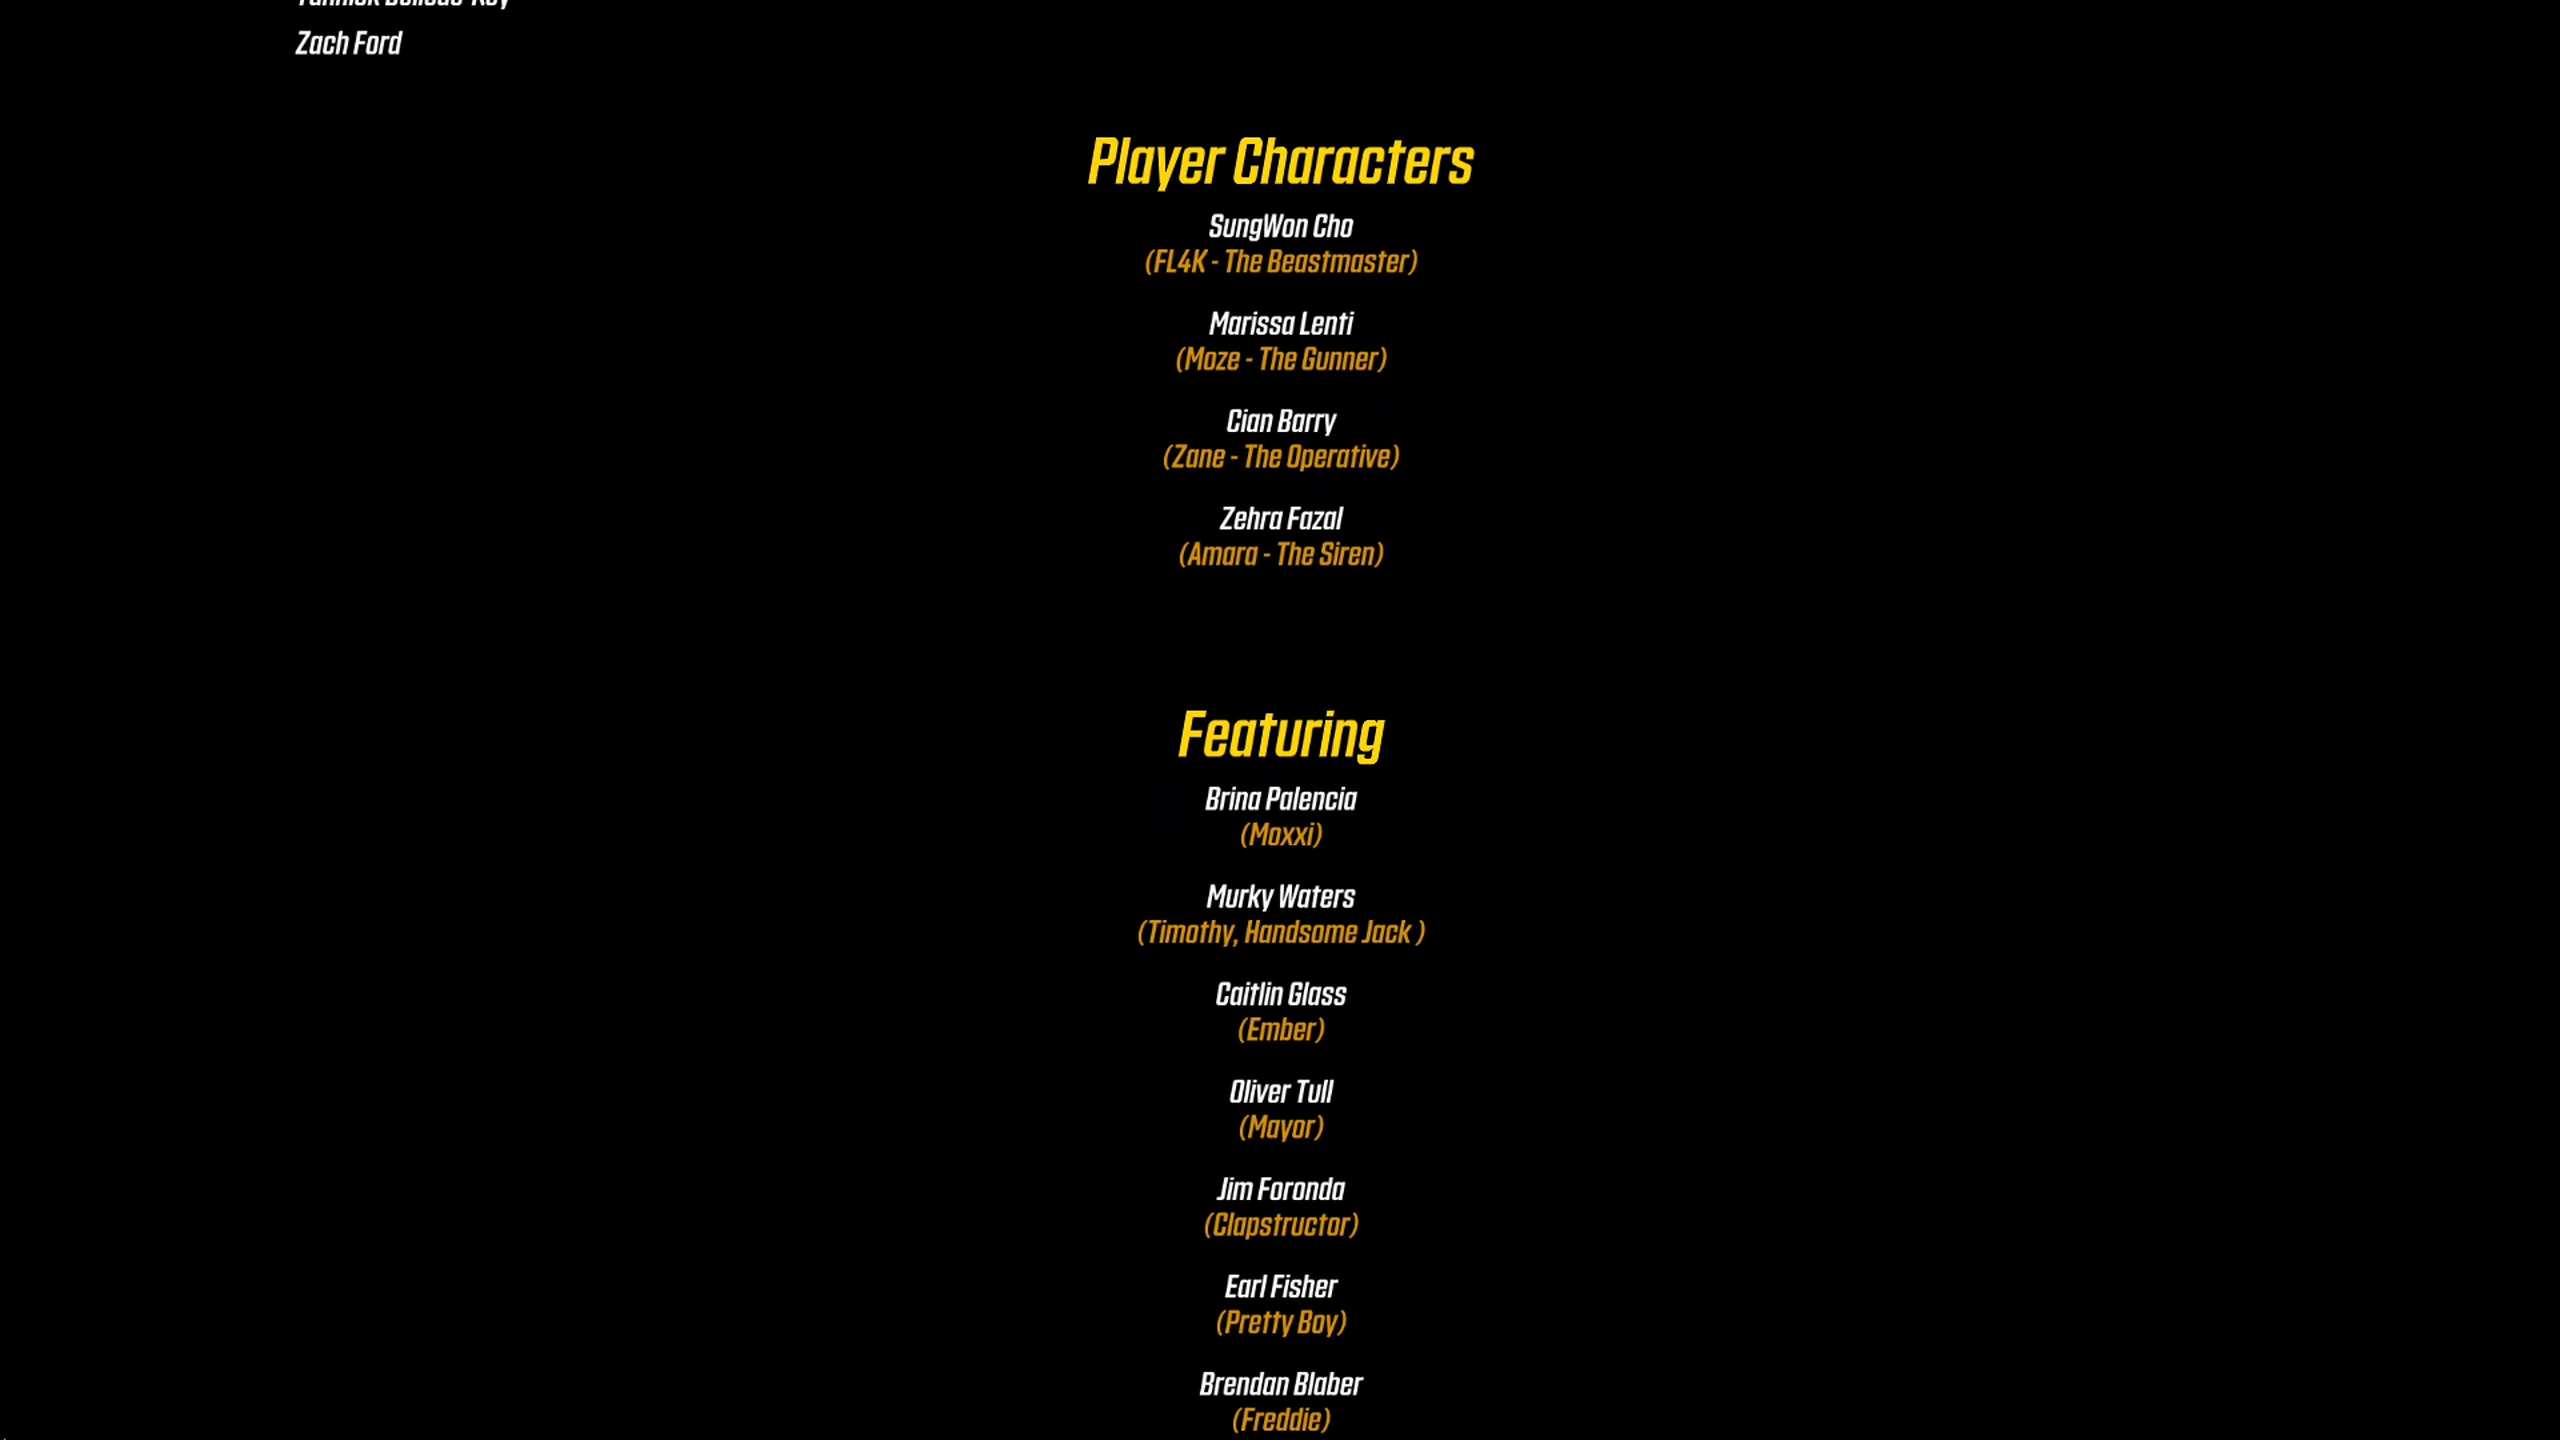 Zach Ford
Player Characters
SungWon Cho
(FL4K - The Beastmaster)
Marissa Lenti
(Moze - The Gunner)
Cian Barry
(Zane - The Operative)
Zehra Fazal
(Amara - The Siren)
Featuring
Brina Palencia
(Moxxi)
Murky Waters
(Timothy, Handsome Jack )
Caitlin Glass
(Ember)
Oliver Tull
(Mayor)
Jim Foronda
(Clapstructor)
Earl Fisher
(Pretty Boy)
Brendan Blaber
(Freddie)